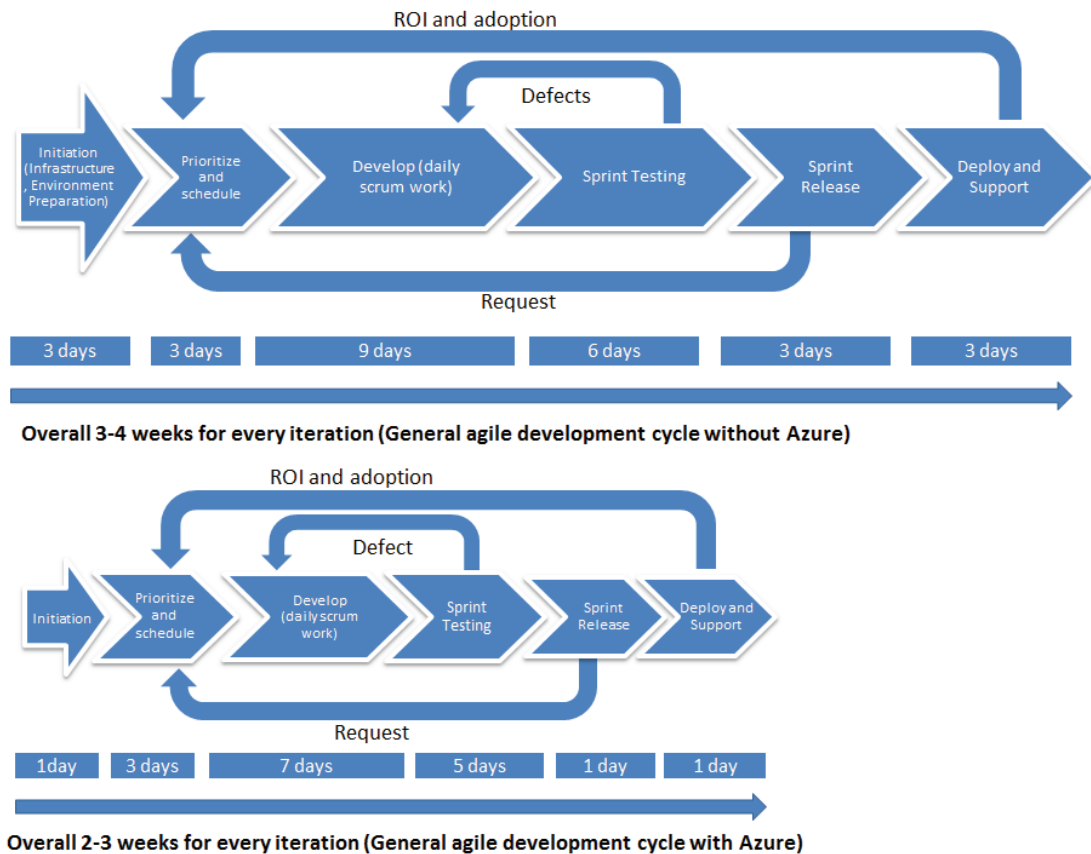 ROI and adoption
Defects
Initiation
(Infrastructure
, Environment
Preparation)
Prioritize
and
schedule
Develop (daily
scrum work)
Sprint Testing
Sprint
Release
Deploy and
Support
Request
3 days
3 days
9 days
6 days
3 days
3 days
Overall 3-4 weeks for every iteration (General agile development cycle without Azure)
ROI and adoption
Defect
Initiation
Prioritize
and
schedule
Develop
(daily scrum
work)
Sprint
Testing
Sprint
Release
Deploy and
Support
Request
1day
3 days
7 days
5 days
1 day
1 day
Overall 2-3 weeks for every iteration (General agile development cycle with Azure)